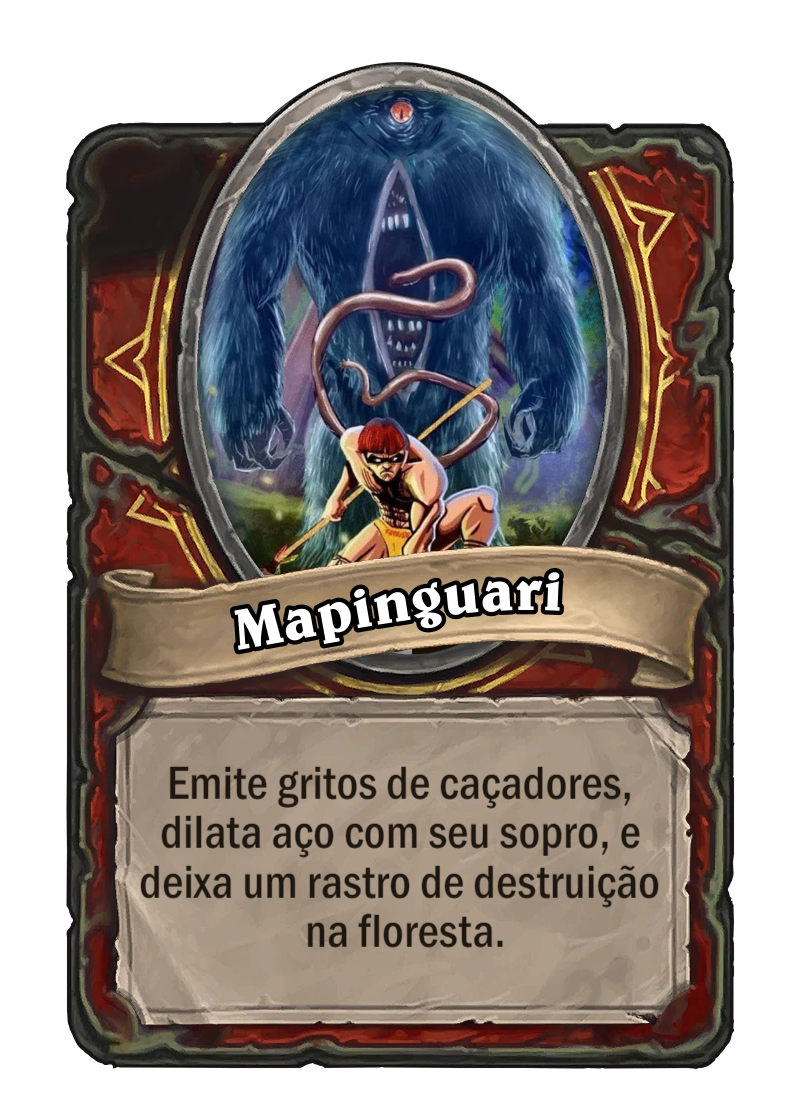 Mapinguari
Emite gritos de caçadores,
dilata aço com seu sopro, e
deixa um rastro de destruição
na floresta.